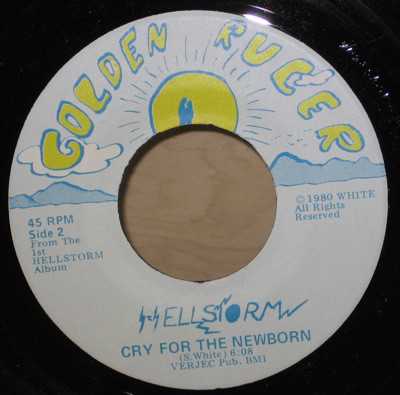 GOLDEN RULER
45 RPM
Side 2
From The
1st
HELLSTORM
Album
© 1980 WHITE
All Rights
Reserved
HELLSTORM
CRY FOR THE NEWBORN
(S.White) 6:08
VERJEC Pub. BMI